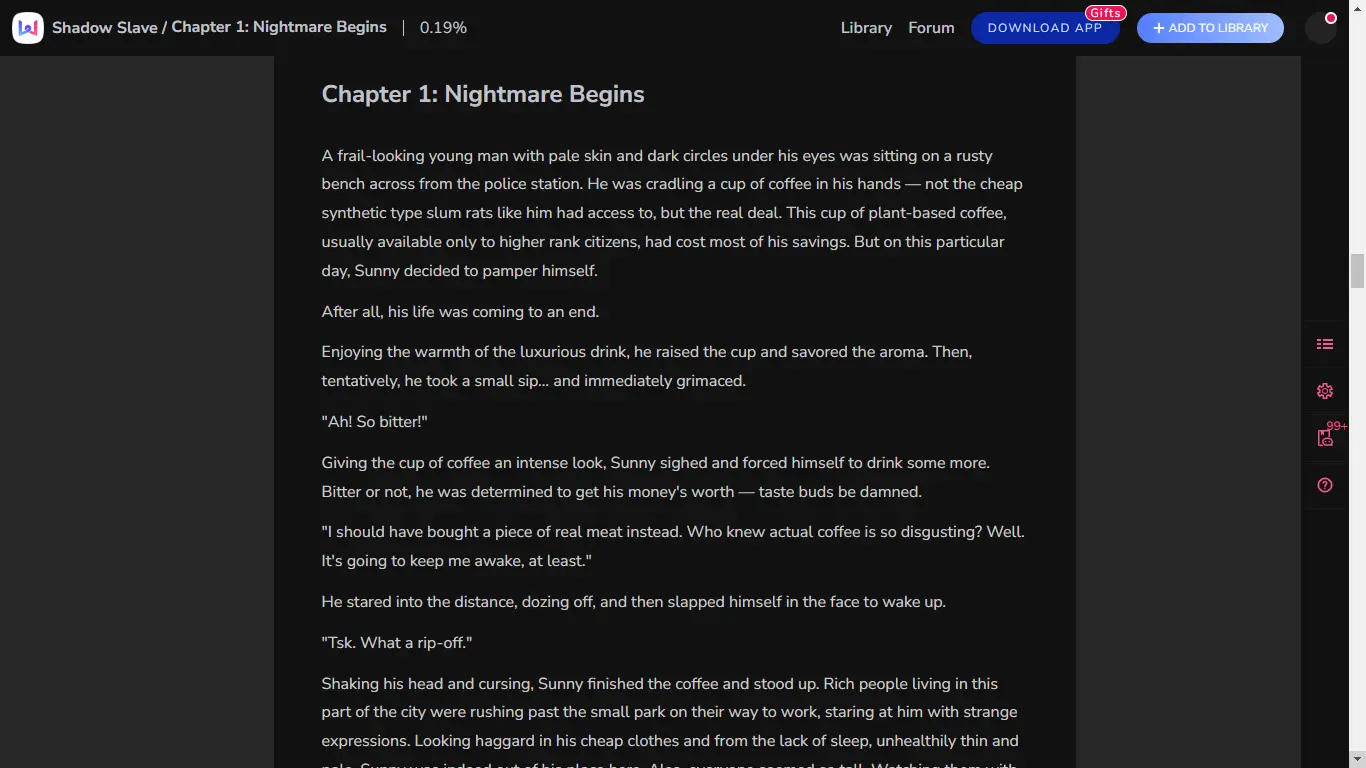 Shadow Slave / Chapter 1: Nightmare Begins | 0.19%
Library Forum DOWNLOAD APP Gifts + ADD TO LIBRARY
Chapter 1: Nightmare Begins
A frail-looking young man with pale skin and dark circles under his eyes was sitting on a rusty
bench across from the police station. He was cradling a cup of coffee in his hands — not the cheap
synthetic type slum rats like him had access to, but the real deal. This cup of plant-based coffee,
usually available only to higher rank citizens, had cost most of his savings. But on this particular
day, Sunny decided to pamper himself.
After all, his life was coming to an end.
Enjoying the warmth of the luxurious drink, he raised the cup and savored the aroma. Then,
tentatively, he took a small sip... and immediately grimaced.
"Ah! So bitter!"
Giving the cup of coffee an intense look, Sunny sighed and forced himself to drink some more.
Bitter or not, he was determined to get his money's worth — taste buds be damned.
"I should have bought a piece of real meat instead. Who knew actual coffee is so disgusting? Well.
It's going to keep me awake, at least."
He stared into the distance, dozing off, and then slapped himself in the face to wake up.
"Tsk. What a rip-off."
Shaking his head and cursing, Sunny finished the coffee and stood up. Rich people living in this
part of the city were rushing past the small park on their way to work, staring at him with strange
expressions. Looking haggard in his cheap clothes and from the lack of sleep, unhealthily thin and
99+